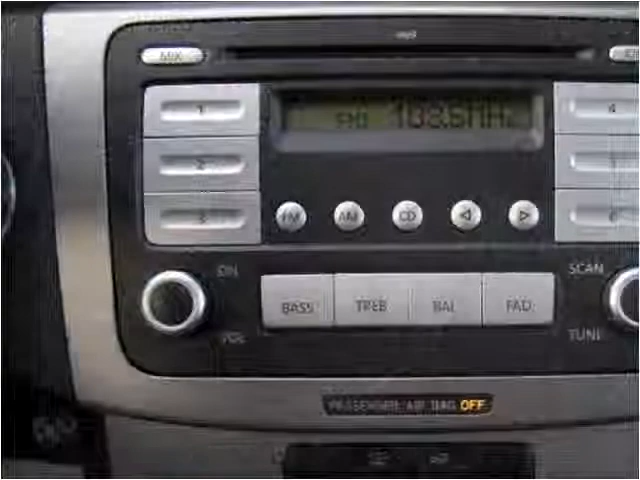 mp3
MIX
1
4
FM1 102.5MHz
2
5
3
FM
AM
CD
6
ON
SCAN
BASS
TREB
BAL
FAD
VOL
TUNE
PASSENGER AIR BAG OFF